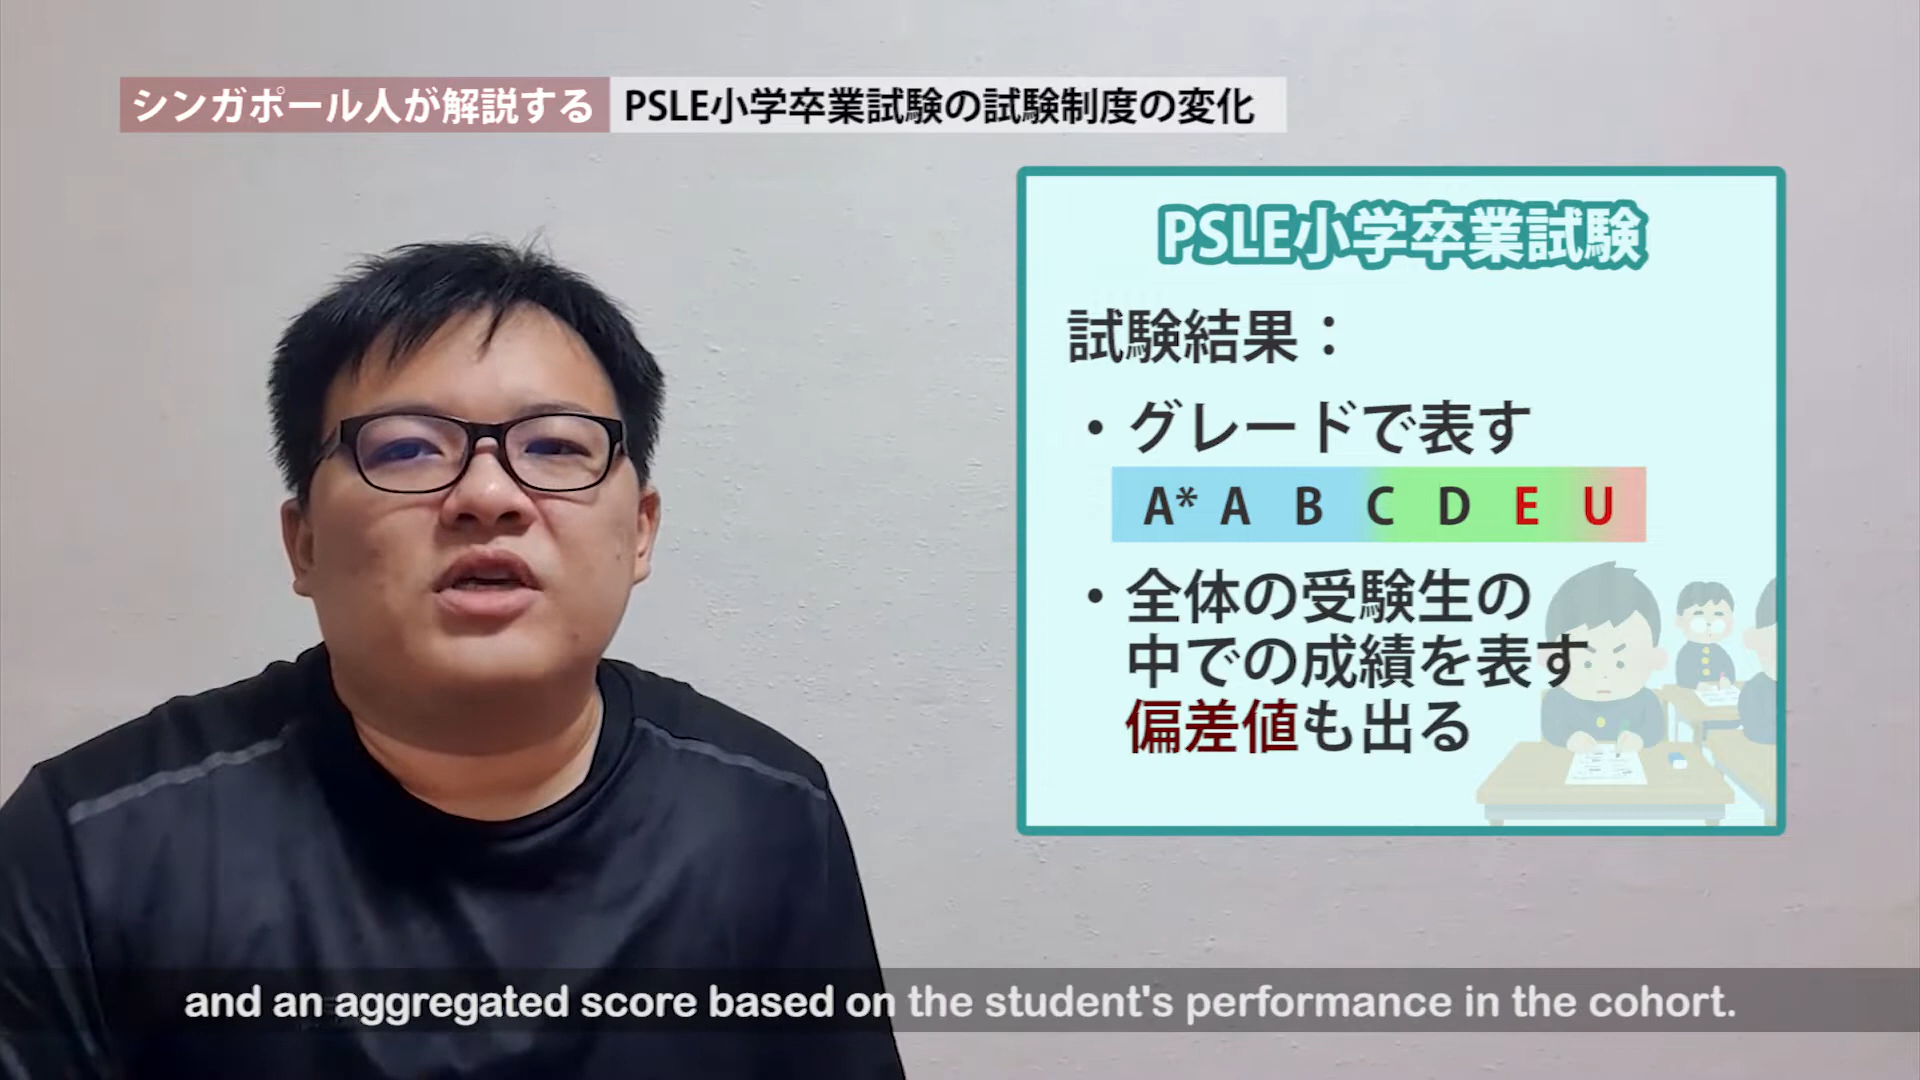 シンガポール人が解説する PSLE小学卒業試験の試験制度の変化
PSLE小学卒業試験
試験結果：
・グレードで表す
A* A B C D E U
・全体の受験生の
中での成績を表す
偏差値も出る
and an aggregated score based on the student's performance in the cohort.